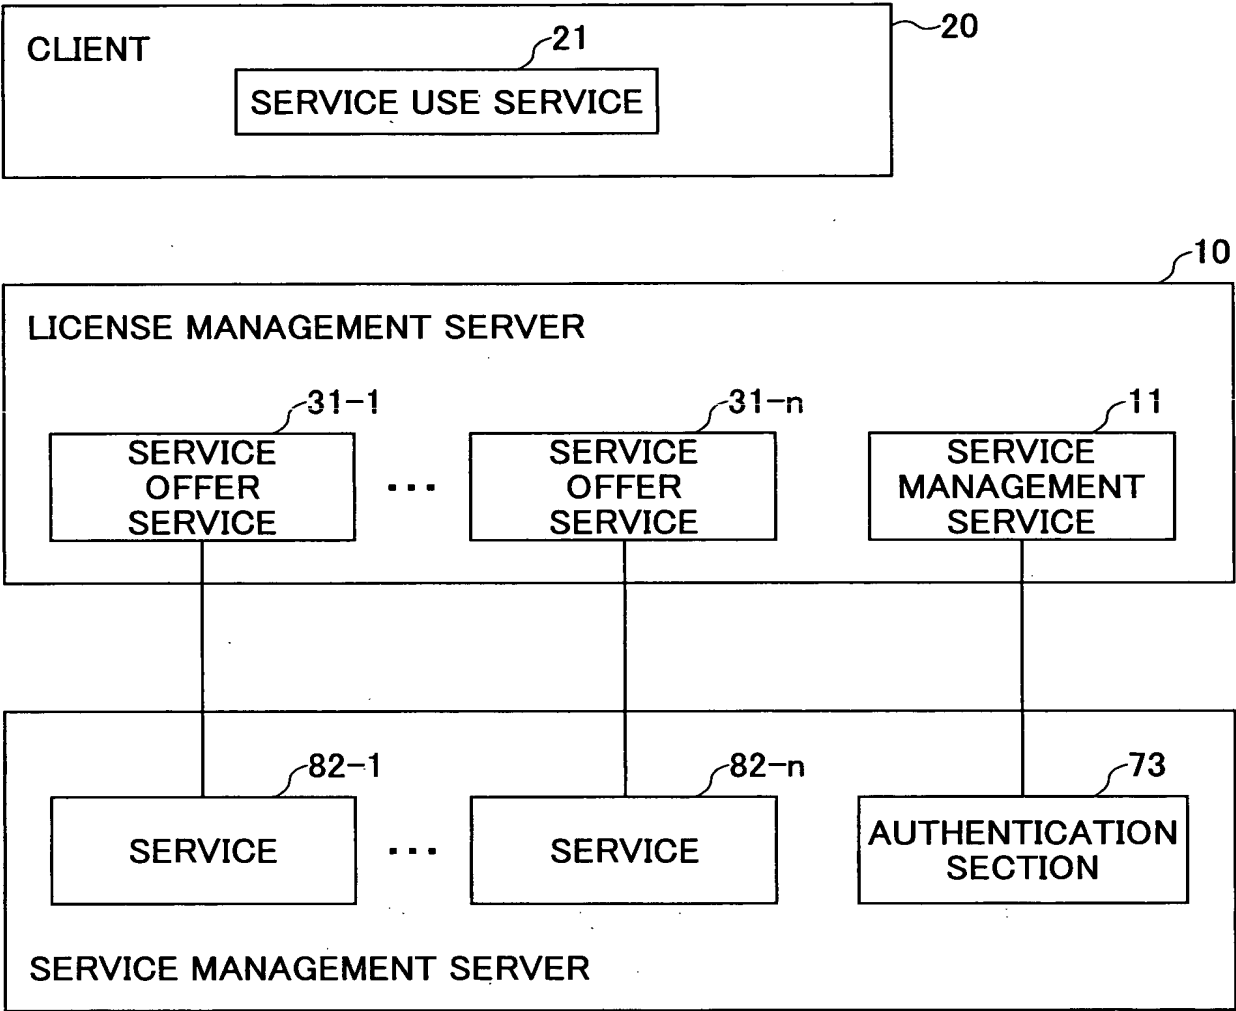 20
CLIENT
21
SERVICE USE SERVICE
10
LICENSE MANAGEMENT SERVER
31-1
SERVICE
OFFER
SERVICE
...
31-n
SERVICE
OFFER
SERVICE
11
SERVICE
MANAGEMENT
SERVICE
82-1
SERVICE
...
82-n
SERVICE
73
AUTHENTICATION
SECTION
SERVICE MANAGEMENT SERVER